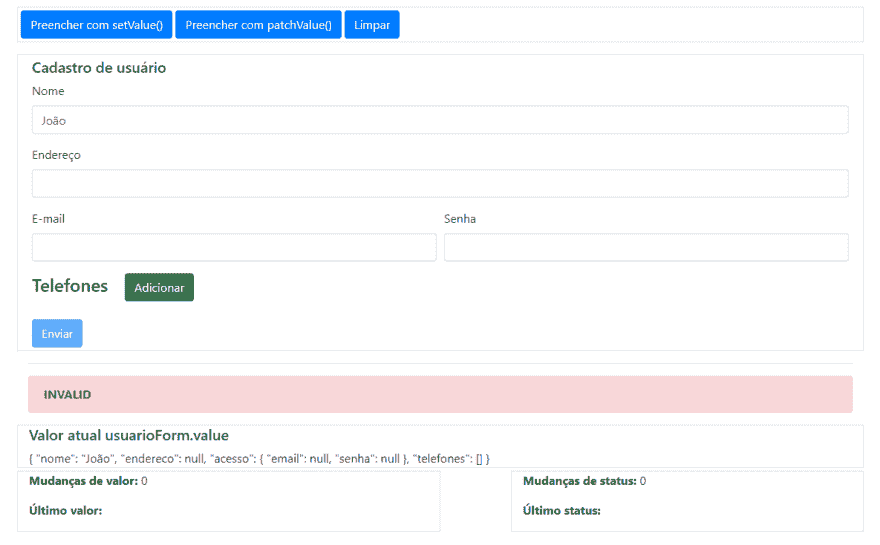 Preencher com setValue() Preencher com patchValue() Limpar
Cadastro de usuário
Nome
João
Endereço
E-mail Senha
Telefones Adicionar
Enviar
INVALID
Valor atual usuarioForm.value
{ "nome": "João", "endereco": null, "acesso": { "email": null, "senha": null }, "telefones": [] }
Mudanças de valor: 0 Mudanças de status: 0
Último valor: Último status: